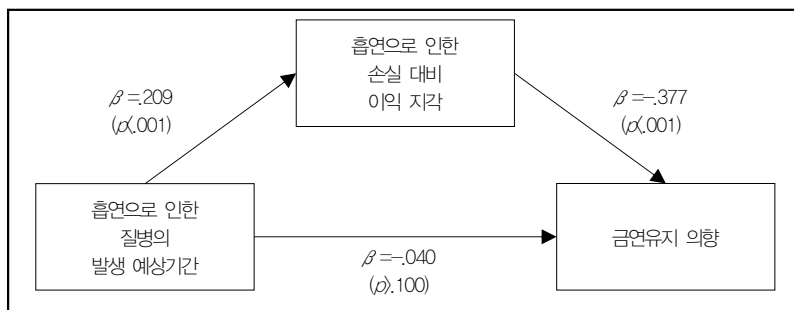 흡연으로 인한
손실 대비
이익 지각
β=.209
(p<.001)
β=-.377
(p<.001)
흡연으로 인한
질병의
발생 예상기간
금연유지 의향
β=-.040
(p>.100)